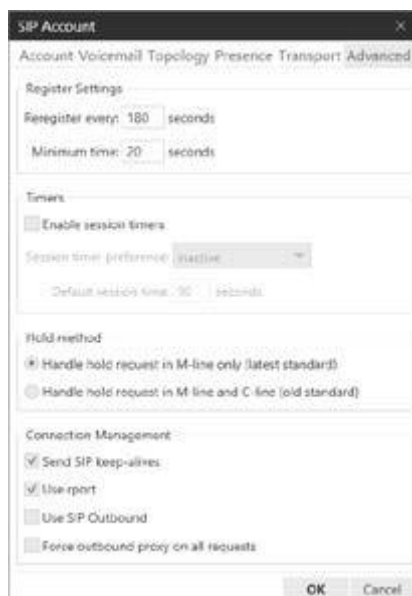 SIP Account
Account Voicemail Topology Presence Transport Advanced
Register Settings
Reregister every: 180 seconds
Minimum time: 20 seconds
Timers
Enable session timers
Session timer preference: Inactive
Default session time: 90 seconds
Hold method
Handle hold request in M-line only (latest standard)
Handle hold request in M-line and C-line (old standard)
Connection Management
Send SIP keep-alives
Use rport
Use SIP Outbound
Force outbound proxy on all requests
OK Cancel